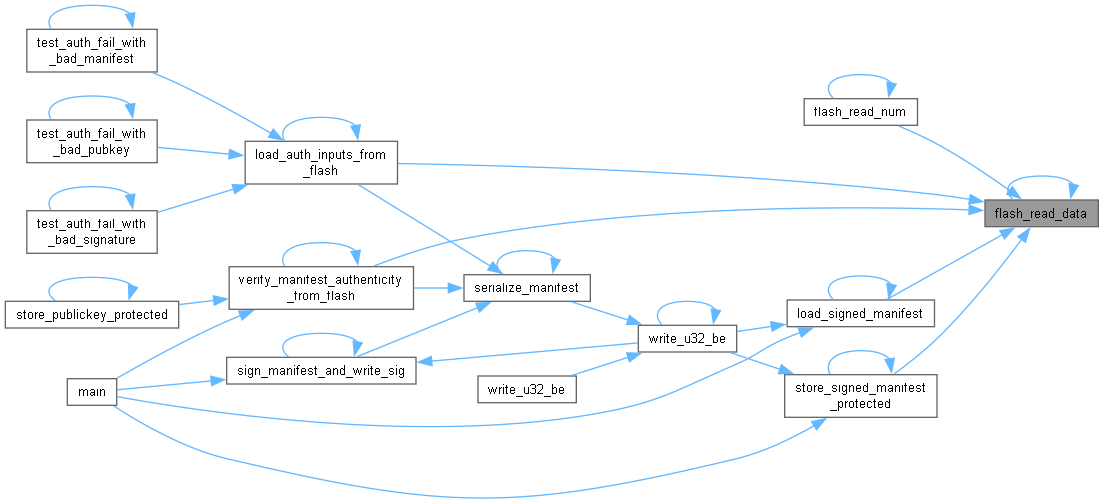 test_auth_fail_with
_bad_manifest
test_auth_fail_with
_bad_pubkey
test_auth_fail_with
_bad_signature
store_publickey_protected
main
load_auth_inputs_from
_flash
verify_manifest_authenticity
_from_flash
sign_manifest_and_write_sig
serialize_manifest
write_u32_be
write_u32_be
flash_read_num
load_signed_manifest
store_signed_manifest
_protected
flash_read_data